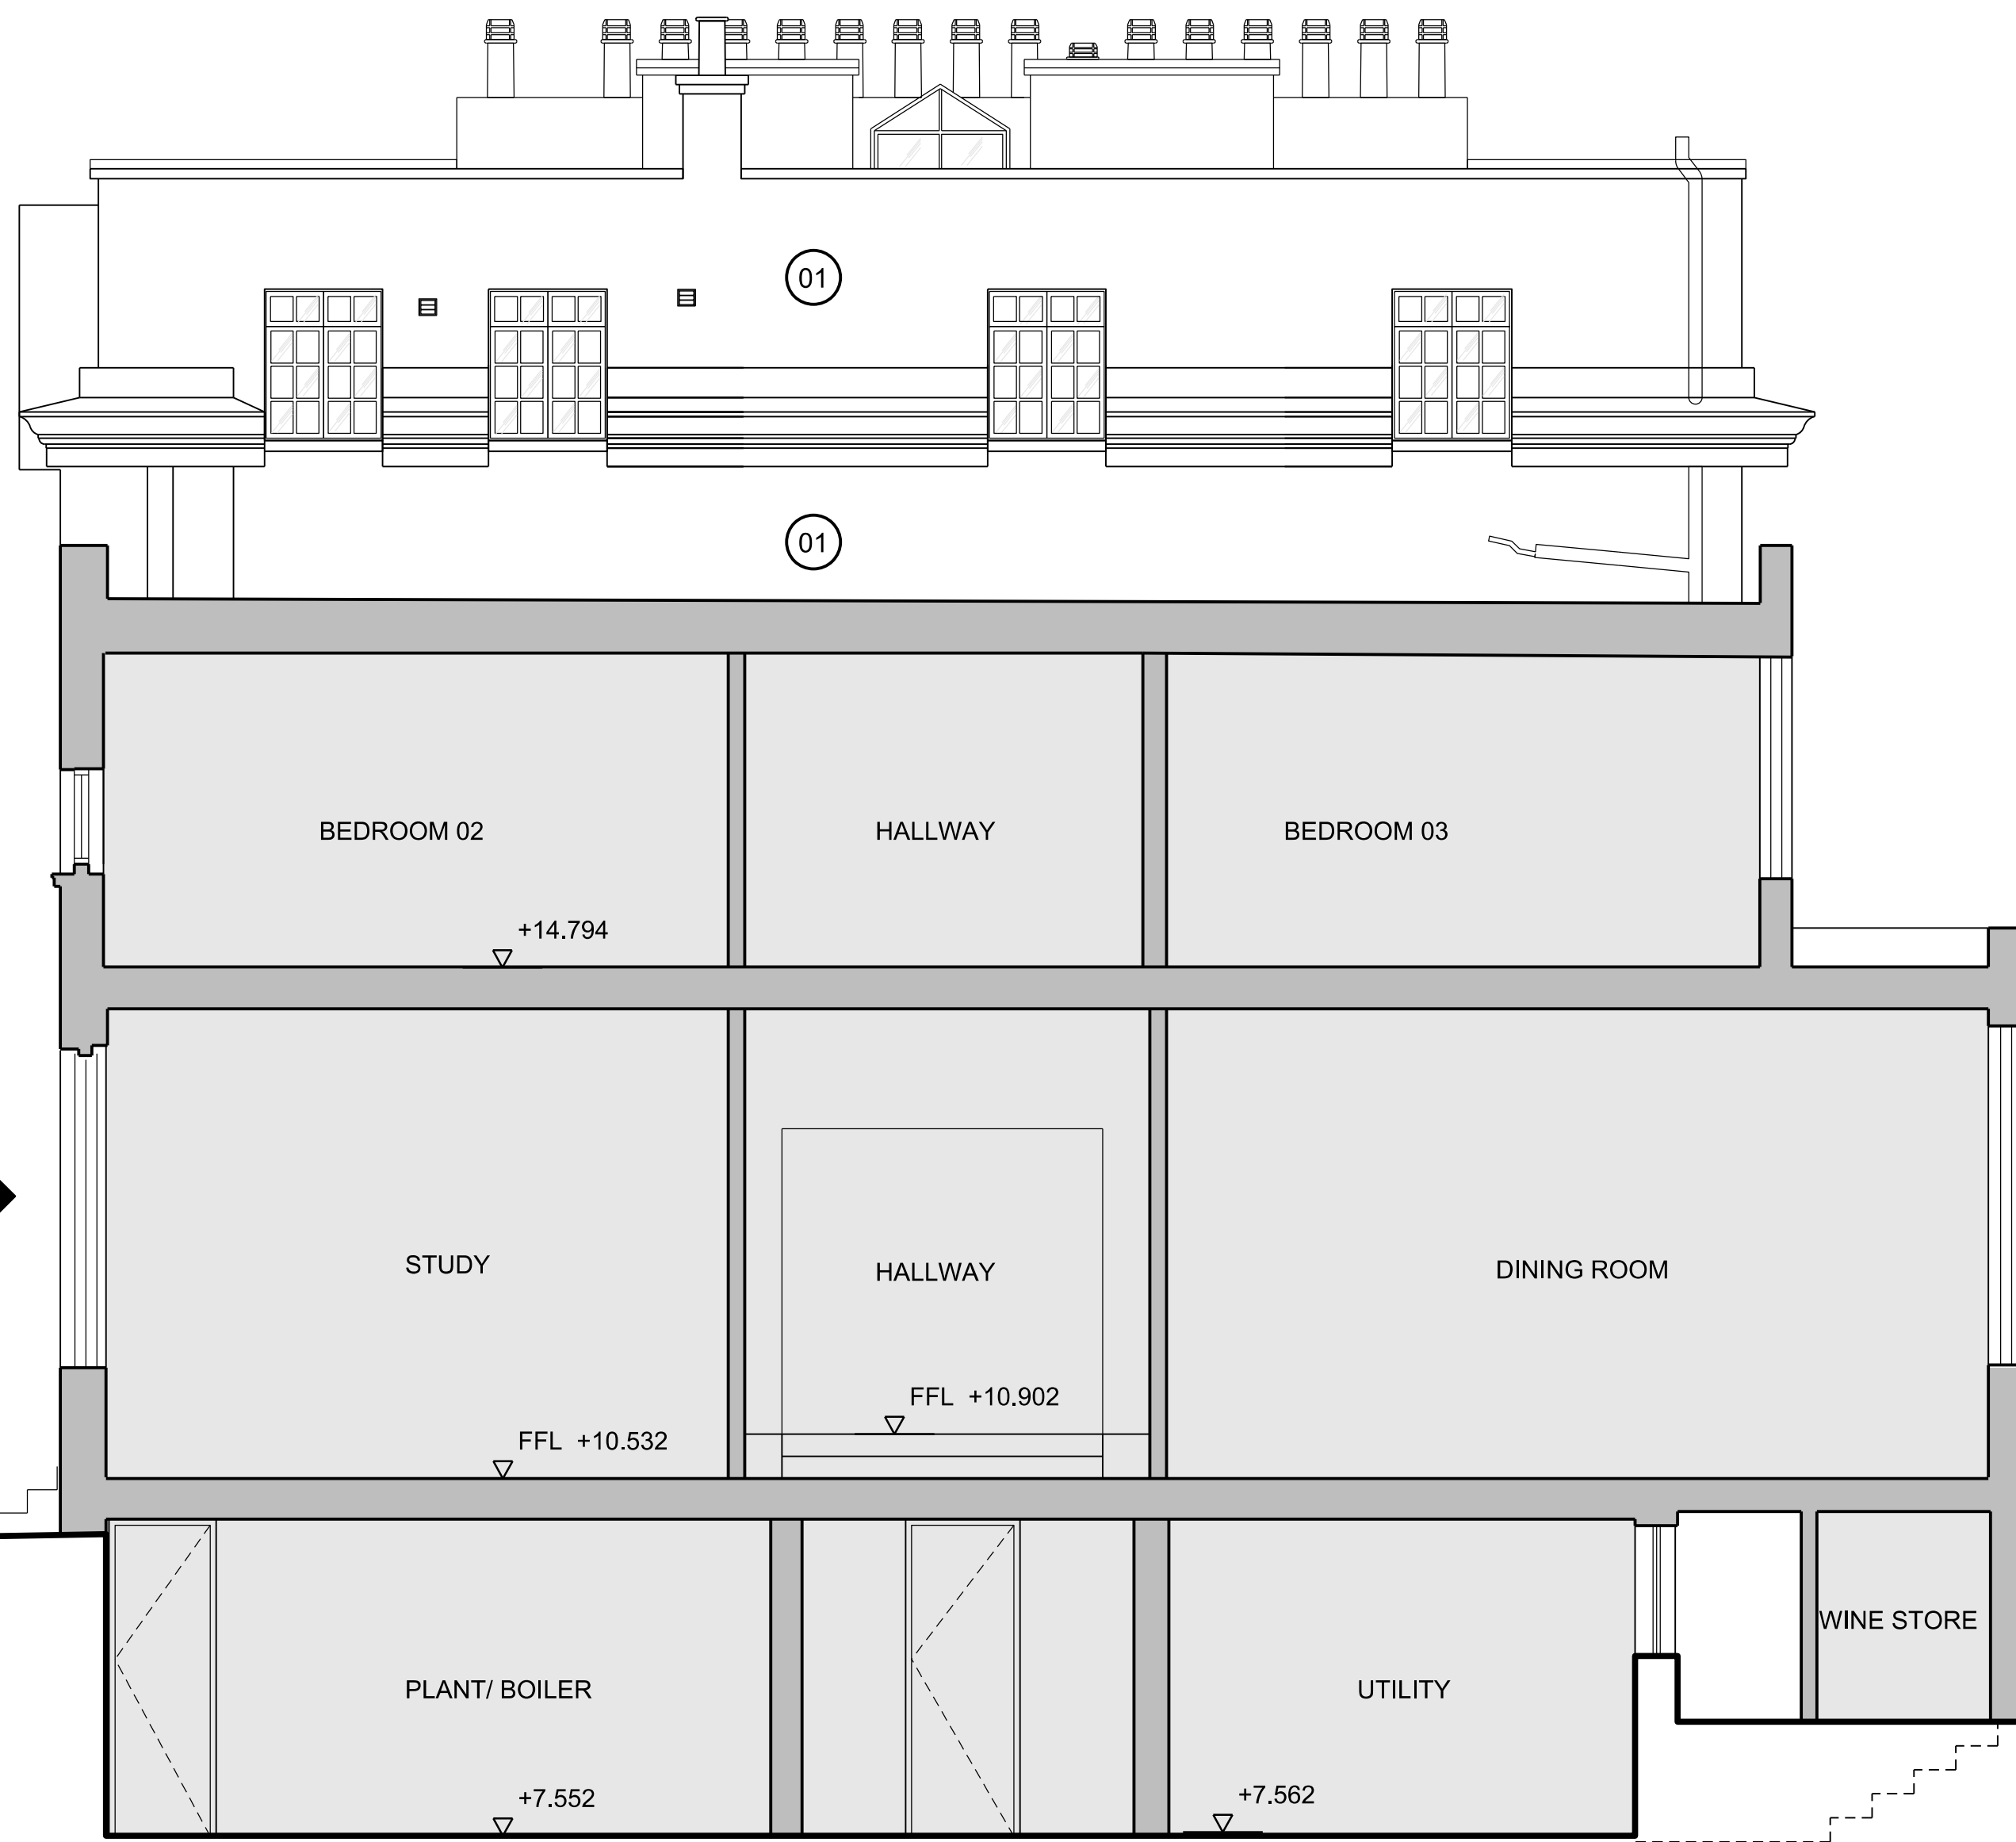 01
01
BEDROOM 02
HALLWAY
BEDROOM 03
+14.794
STUDY
HALLWAY
DINING ROOM
FFL +10.902
FFL +10.532
WINE STORE
PLANT/ BOILER
UTILITY
+7.552
+7.562